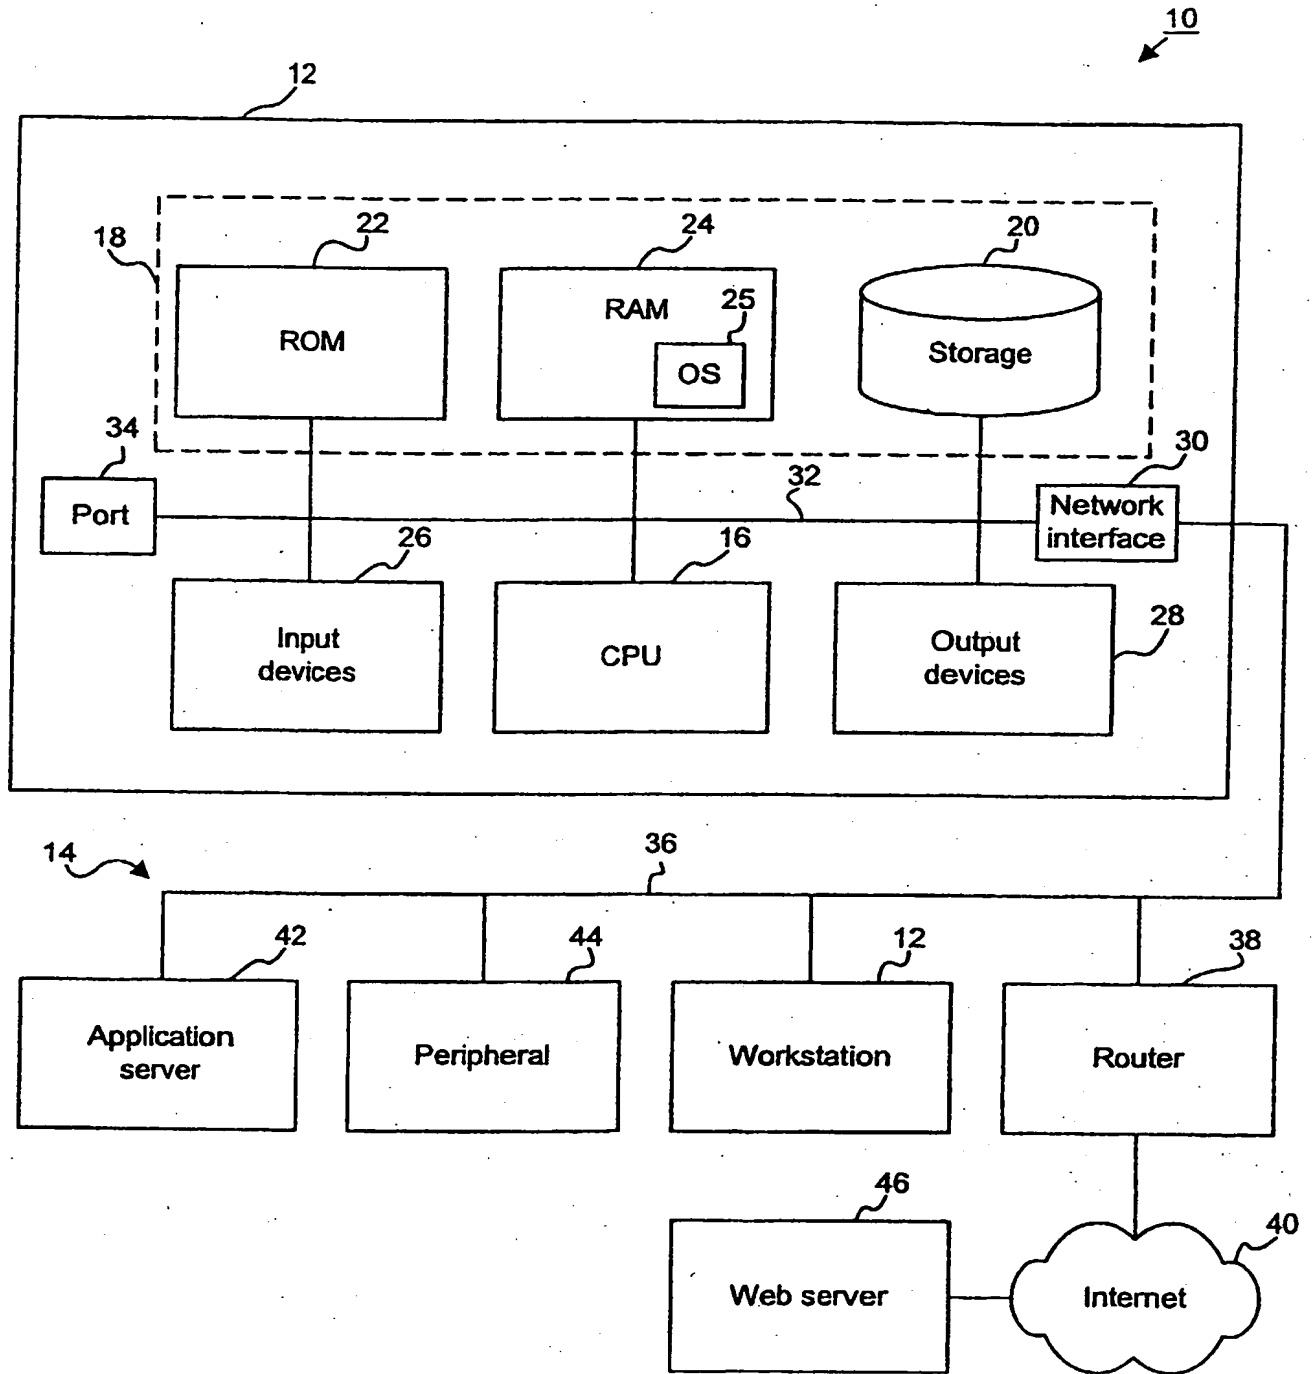 10
12
22
24
20
18
RAM
25
ROM
OS
Storage
34
30
32
Port
Network
interface
26
16
Input
devices
CPU
Output
devices
28
14
36
42
44
12
38
Application
server
Peripheral
Workstation
Router
46
40
Web server
Internet